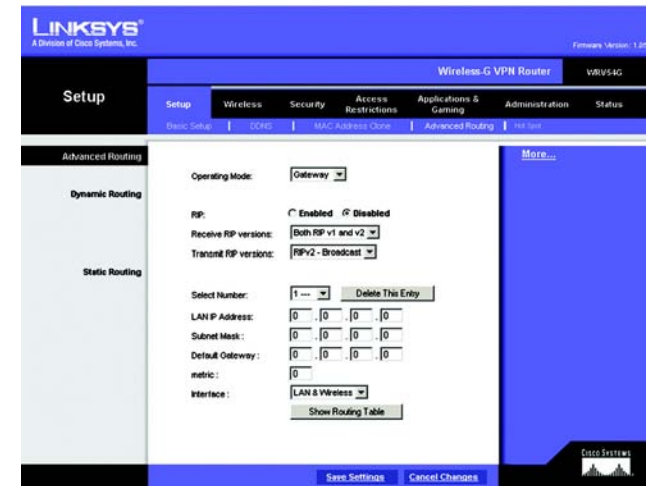 LINKSYS®
A Division of Cisco Systems, Inc.
Firmware Version: 1.
Wireless-G VPN Router WRV54G
Setup
Setup Wireless Security Access Restrictions Applications & Gaming Administration Status
Basic Setup | DDNS | MAC Address Clone | Advanced Routing | Hot Spot
Advanced Routing
More...
Operating Mode: Gateway
Dynamic Routing
RIP: Enabled Disabled
Receive RIP versions: Both RIP v1 and v2
Transmit RIP versions: RIPv2 - Broadcast
Static Routing
Select Number: 1 --- Delete This Entry
LAN IP Address: 0 . 0 . 0 . 0
Subnet Mask : 0 . 0 . 0 . 0
Default Gateway : 0 . 0 . 0 . 0
metric : 0
Interface : LAN & Wireless
Show Routing Table
Save Settings Cancel Changes
CISCO SYSTEMS